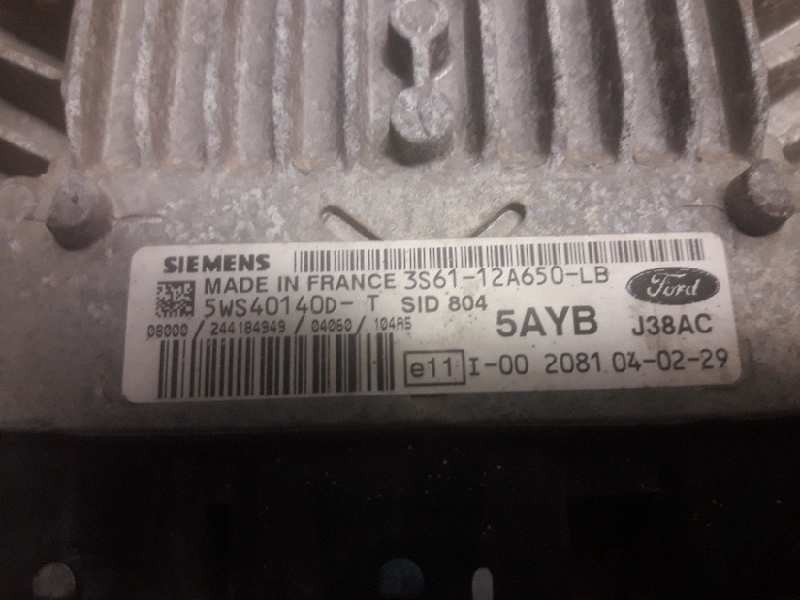 SIEMENS
MADE IN FRANCE 3S61-12A650-LB
5WS40140D-T SID 804
08000/244184949/04060/104A5
5AYB J38AC
Ford
e11 I-00 2081 04-02-29